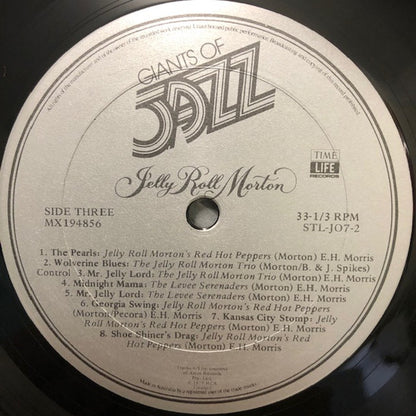 GIANTS OF
JAZZ
TIME
LIFE
RECORDS
Jelly Roll Morton
SIDE THREE
MX194856
33-1/3 RPM
STL-JO7-2
1. The Pearls: Jelly Roll Morton's Red Hot Peppers (Morton) E.H. Morris
2. Wolverine Blues: The Jelly Roll Morton Trio (Morton/B. & J. Spikes)
Control 3. Mr. Jelly Lord: The Jelly Roll Morton Trio (Morton) E.H. Morris
4. Midnight Mama: The Levee Serenaders (Morton) E.H. Morris
5. Mr. Jelly Lord: The Levee Serenaders (Morton) E.H. Morris
6. Georgia Swing: Jelly Roll Morton's Red Hot Peppers
(Morton/Pecora) E.H. Morris 7. Kansas City Stomp: Jelly
Roll Morton's Red Hot Peppers (Morton) E.H. Morris
8. Shoe Shiner's Drag: Jelly Roll Morton's Red
Hot Peppers (Morton) E.H. Morris